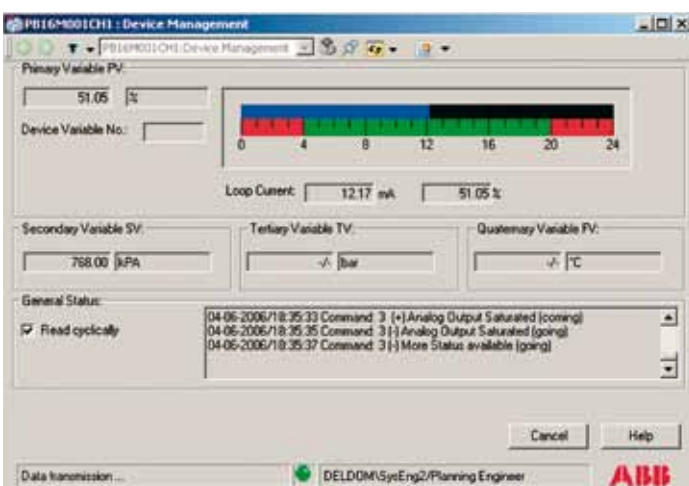 PB16M001CH1 : Device Management
PB16M001CH1:Device Management
Primary Variable PV:
51.05 %
Device Variable No.:
0 4 8 12 16 20 24
Loop Current: 12.17 mA 51.05 %
Secondary Variable SV: Tertiary Variable TV: Quaternary Variable FV:
768.00 kPA -/- bar -/- °C
General Status:
Read cyclically
04-06-2006/18:35:33 Command: 3 (+) Analog Output Saturated (coming)
04-06-2006/18:35:35 Command: 3 (-) Analog Output Saturated (going)
04-06-2006/18:35:37 Command: 3 (-) More Status available (going)
Cancel Help
Data transmission ... DELDOM\SysEng2/Planning Engineer ABB